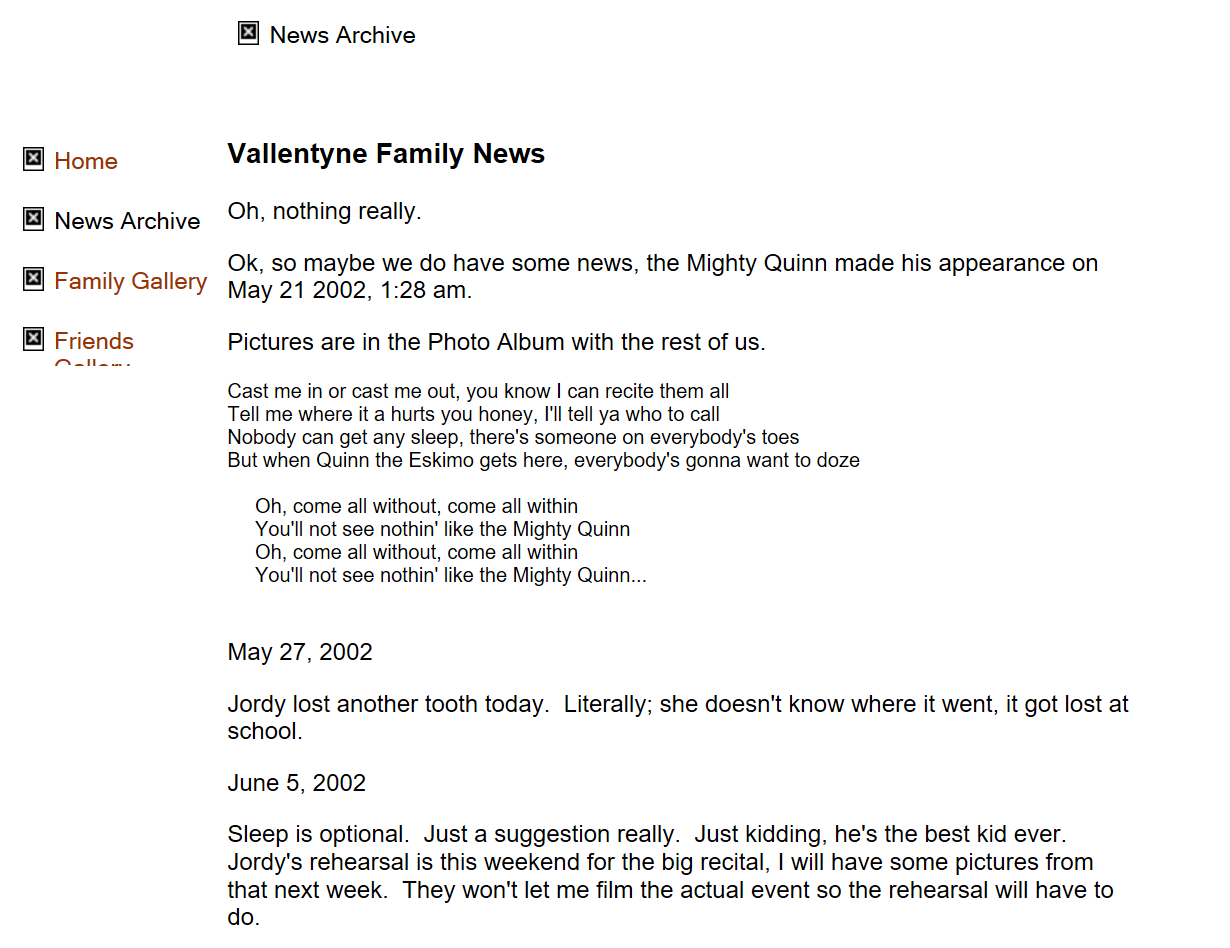 News Archive
Home
News Archive
Family Gallery
Friends
Gallery
Vallentyne Family News
Oh, nothing really.
Ok, so maybe we do have some news, the Mighty Quinn made his appearance on
May 21 2002, 1:28 am.
Pictures are in the Photo Album with the rest of us.
Cast me in or cast me out, you know I can recite them all
Tell me where it a hurts you honey, I'll tell ya who to call
Nobody can get any sleep, there's someone on everybody's toes
But when Quinn the Eskimo gets here, everybody's gonna want to doze
Oh, come all without, come all within
You'll not see nothin' like the Mighty Quinn
Oh, come all without, come all within
You'll not see nothin' like the Mighty Quinn...
May 27, 2002
Jordy lost another tooth today.  Literally; she doesn't know where it went, it got lost at
school.
June 5, 2002
Sleep is optional.  Just a suggestion really.  Just kidding, he's the best kid ever.
Jordy's rehearsal is this weekend for the big recital, I will have some pictures from
that next week.  They won't let me film the actual event so the rehearsal will have to
do.